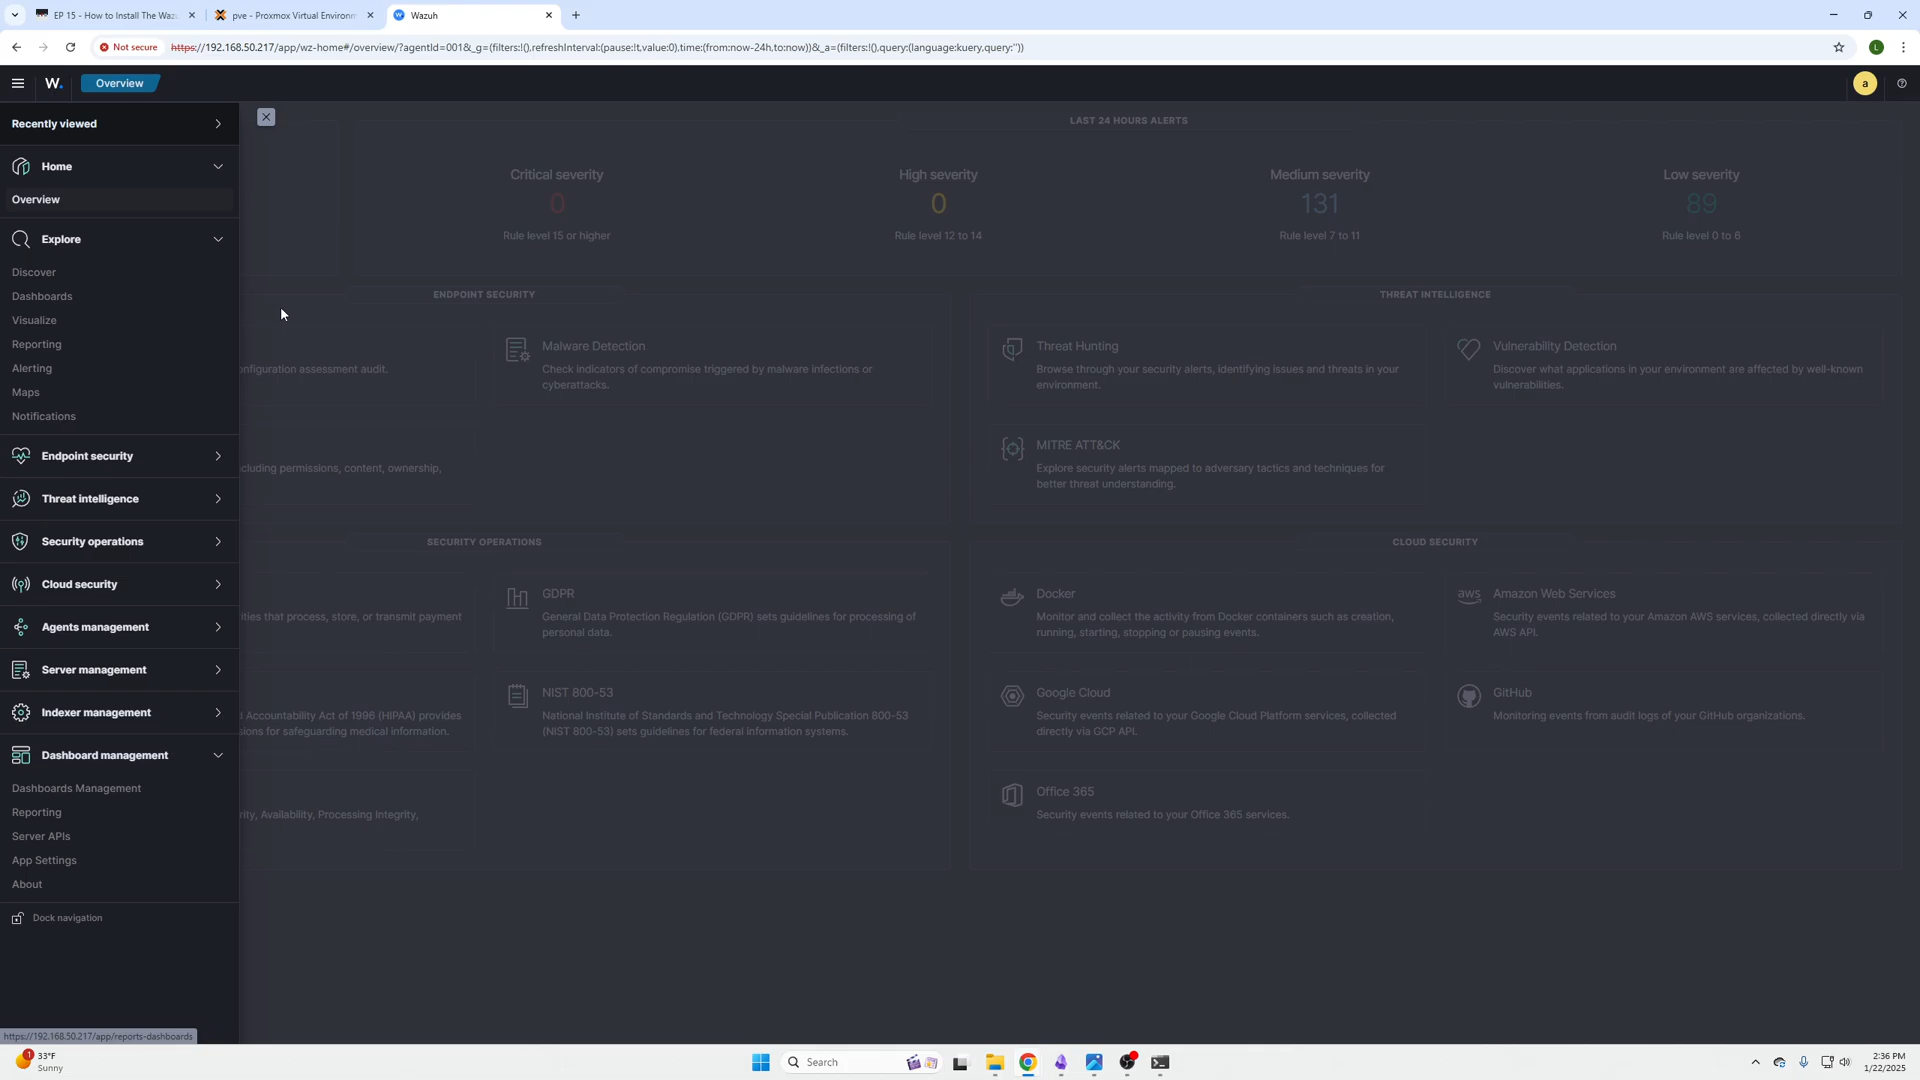 EP 15 - How to Install The Waz
pve - Proxmox Virtual Environm
Wazuh
Not secure
https://192.168.50.217/app/wz-home#/overview/?agentId=001&_g=(filters:!(),refreshInterval:(pause:!t,value:0),time:(from:now-24h,to:now))&_a=(filters:!(),query:(language:kuery,query:''))
L
W.
Overview
a
Recently viewed
Home
Overview
Explore
Discover
Dashboards
Visualize
Reporting
Alerting
Maps
Notifications
Endpoint security
Threat intelligence
Security operations
Cloud security
Agents management
Server management
Indexer management
Dashboard management
Dashboards Management
Reporting
Server APIs
App Settings
About
Dock navigation
https://192.168.50.217/app/reports-dashboards
LAST 24 HOURS ALERTS
Critical severity
0
Rule level 15 or higher
High severity
0
Rule level 12 to 14
Medium severity
131
Rule level 7 to 11
Low severity
89
Rule level 0 to 6
ENDPOINT SECURITY
onfiguration assessment audit.
Malware Detection
Check indicators of compromise triggered by malware infections or
cyberattacks.
cluding permissions, content, ownership,
THREAT INTELLIGENCE
Threat Hunting
Browse through your security alerts, identifying issues and threats in your
environment.
Vulnerability Detection
Discover what applications in your environment are affected by well-known
vulnerabilities.
MITRE ATT&CK
Explore security alerts mapped to adversary tactics and techniques for
better threat understanding.
SECURITY OPERATIONS
ities that process, store, or transmit payment
GDPR
General Data Protection Regulation (GDPR) sets guidelines for processing of
personal data.
d Accountability Act of 1996 (HIPAA) provides
sions for safeguarding medical information.
NIST 800-53
National Institute of Standards and Technology Special Publication 800-53
(NIST 800-53) sets guidelines for federal information systems.
rity, Availability, Processing Integrity,
CLOUD SECURITY
Docker
Monitor and collect the activity from Docker containers such as creation,
running, starting, stopping or pausing events.
aws
Amazon Web Services
Security events related to your Amazon AWS services, collected directly via
AWS API.
Google Cloud
Security events related to your Google Cloud Platform services, collected
directly via GCP API.
GitHub
Monitoring events from audit logs of your GitHub organizations.
Office 365
Security events related to your Office 365 services.
1
33°F
Sunny
Search
2:36 PM
1/22/2025